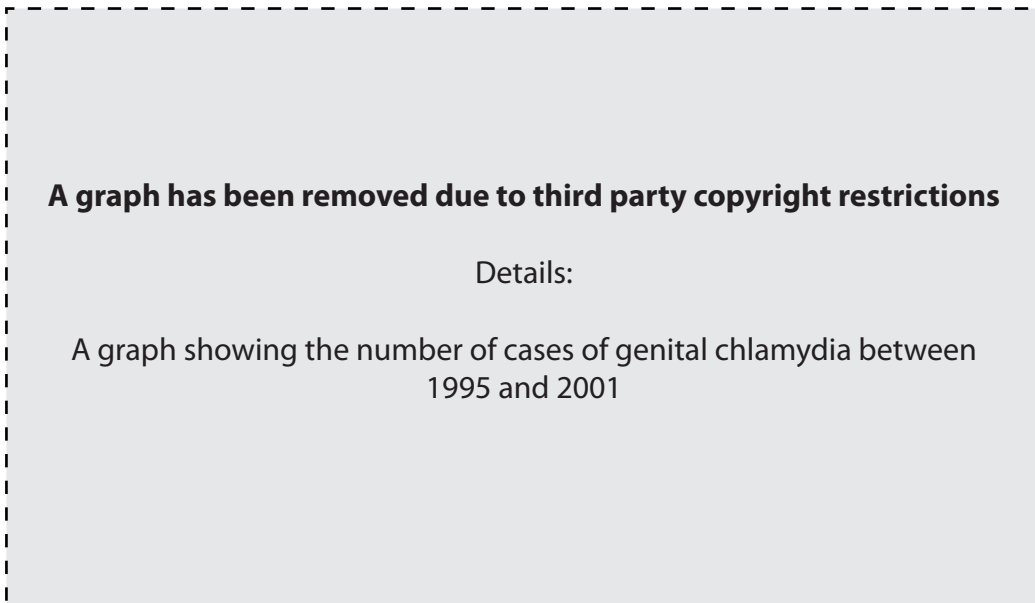 A graph has been removed due to third party copyright restrictions
Details:
A graph showing the number of cases of genital chlamydia between
1995 and 2001